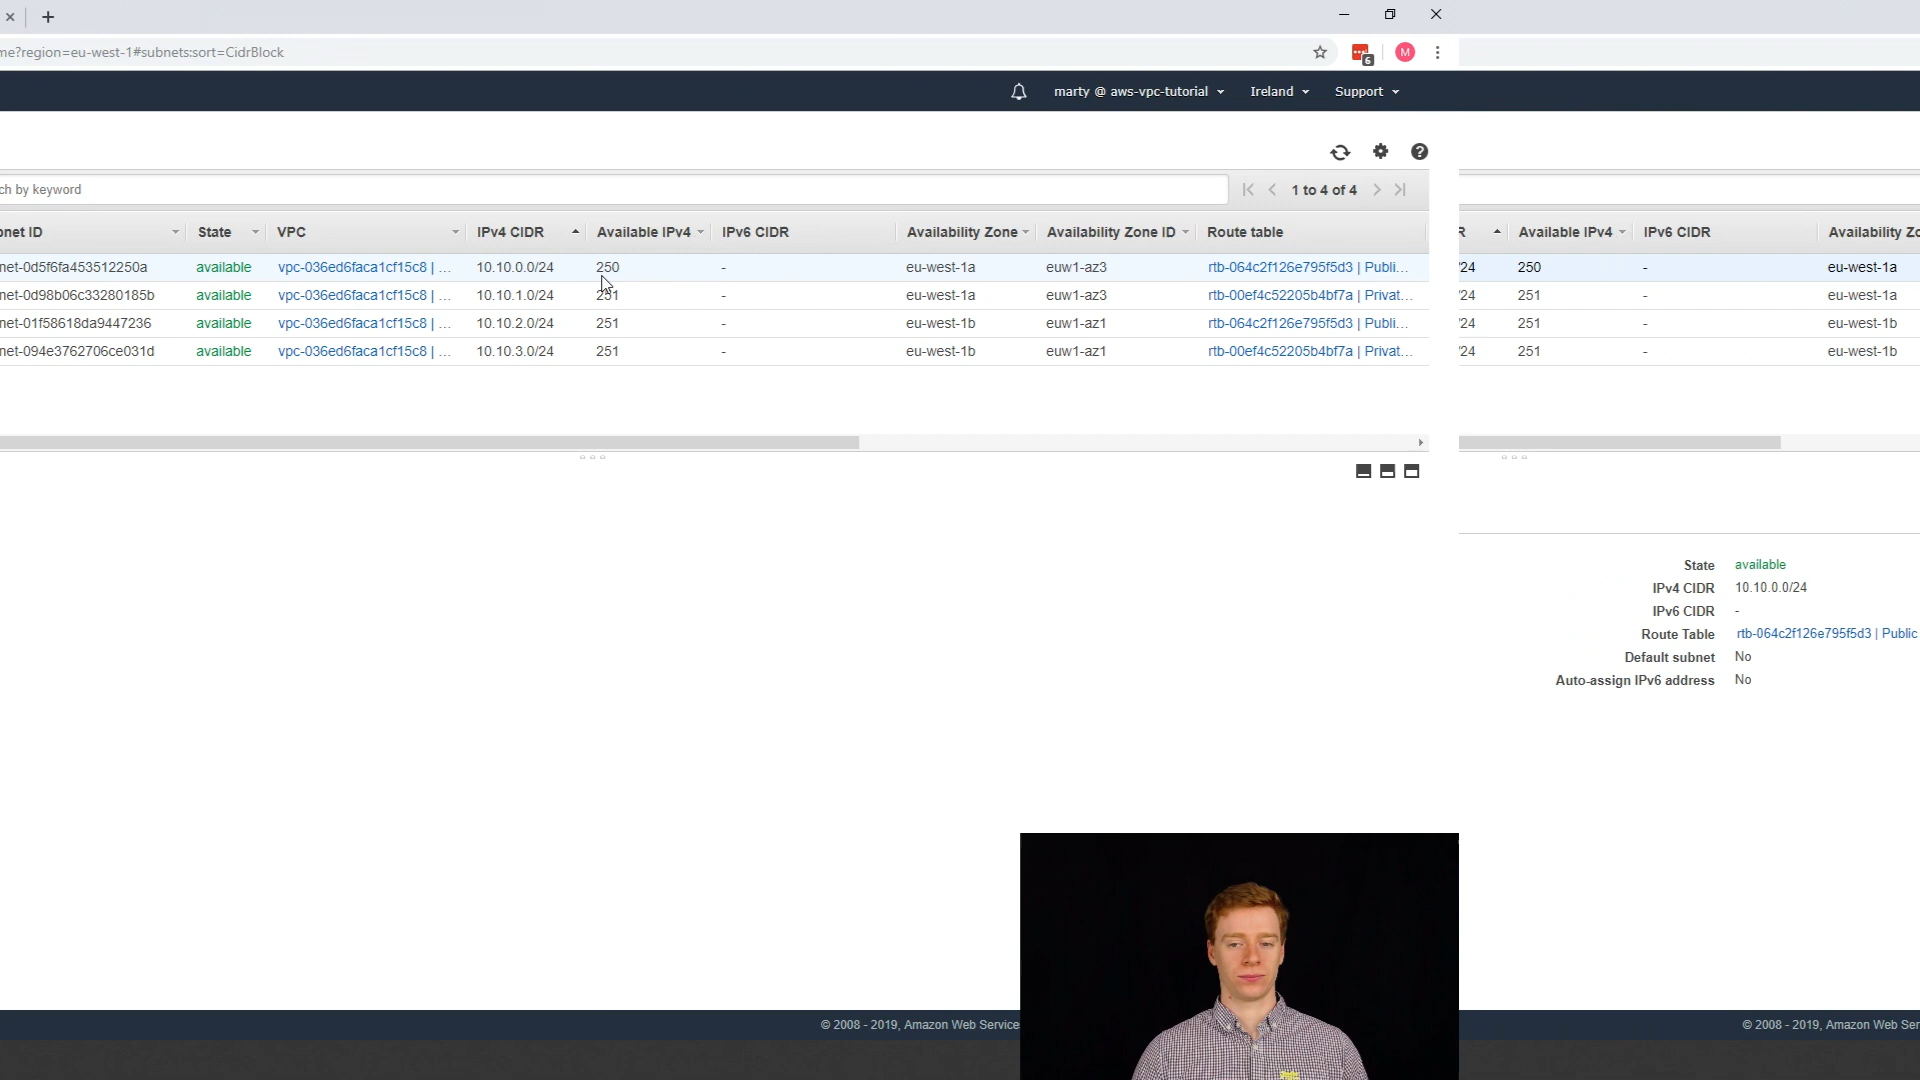 me?region=eu-west-1#subnets:sort=CidrBlock
6
M
marty @ aws-vpc-tutorial Ireland Support
ch by keyword
1 to 4 of 4
net ID State VPC IPv4 CIDR Available IPv4 IPv6 CIDR Availability Zone Availability Zone ID Route table R Available IPv4 IPv6 CIDR Availability Zo
net-0d5f6fa453512250a available vpc-036ed6faca1cf15c8 | ... 10.10.0.0/24 250 - eu-west-1a euw1-az3 rtb-064c2f126e795f5d3 | Publi... /24 250 - eu-west-1a
net-0d98b06c33280185b available vpc-036ed6faca1cf15c8 | ... 10.10.1.0/24 251 - eu-west-1a euw1-az3 rtb-00ef4c52205b4bf7a | Privat... /24 251 - eu-west-1a
net-01f58618da9447236 available vpc-036ed6faca1cf15c8 | ... 10.10.2.0/24 251 - eu-west-1b euw1-az1 rtb-064c2f126e795f5d3 | Publi... /24 251 - eu-west-1b
net-094e3762706ce031d available vpc-036ed6faca1cf15c8 | ... 10.10.3.0/24 251 - eu-west-1b euw1-az1 rtb-00ef4c52205b4bf7a | Privat... /24 251 - eu-west-1b
State available
IPv4 CIDR 10.10.0.0/24
IPv6 CIDR -
Route Table rtb-064c2f126e795f5d3 | Public
Default subnet No
Auto-assign IPv6 address No
© 2008 - 2019, Amazon Web Service © 2008 - 2019, Amazon Web Ser